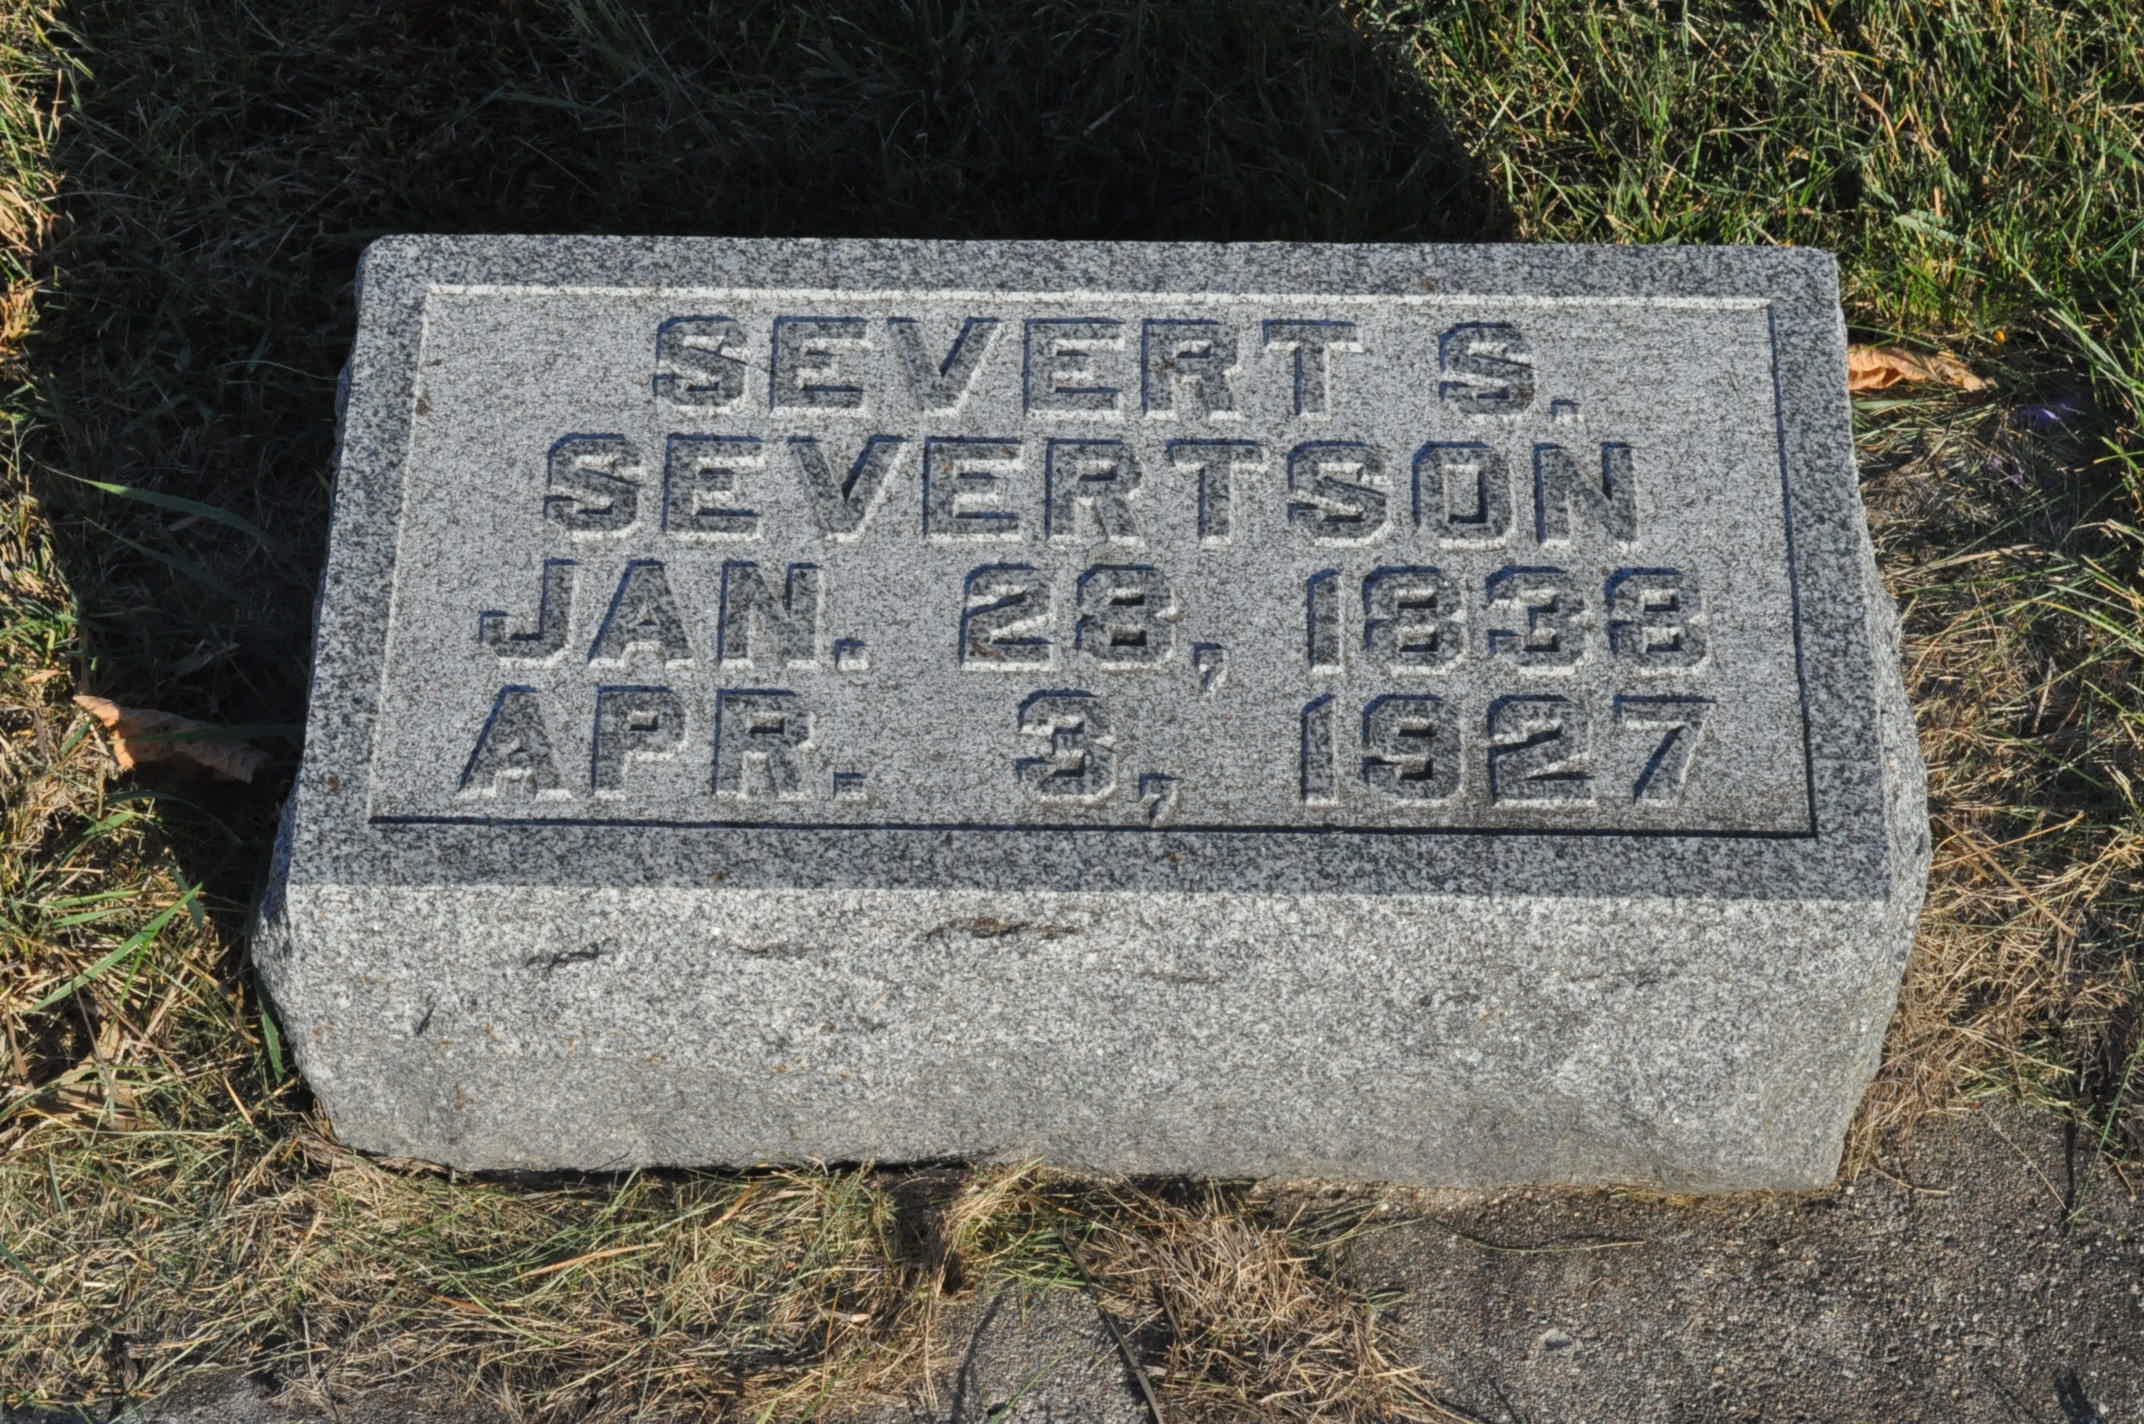 SEVERT S.
SEVERTSON
JAN. 28, 1838
APR. 3, 1927